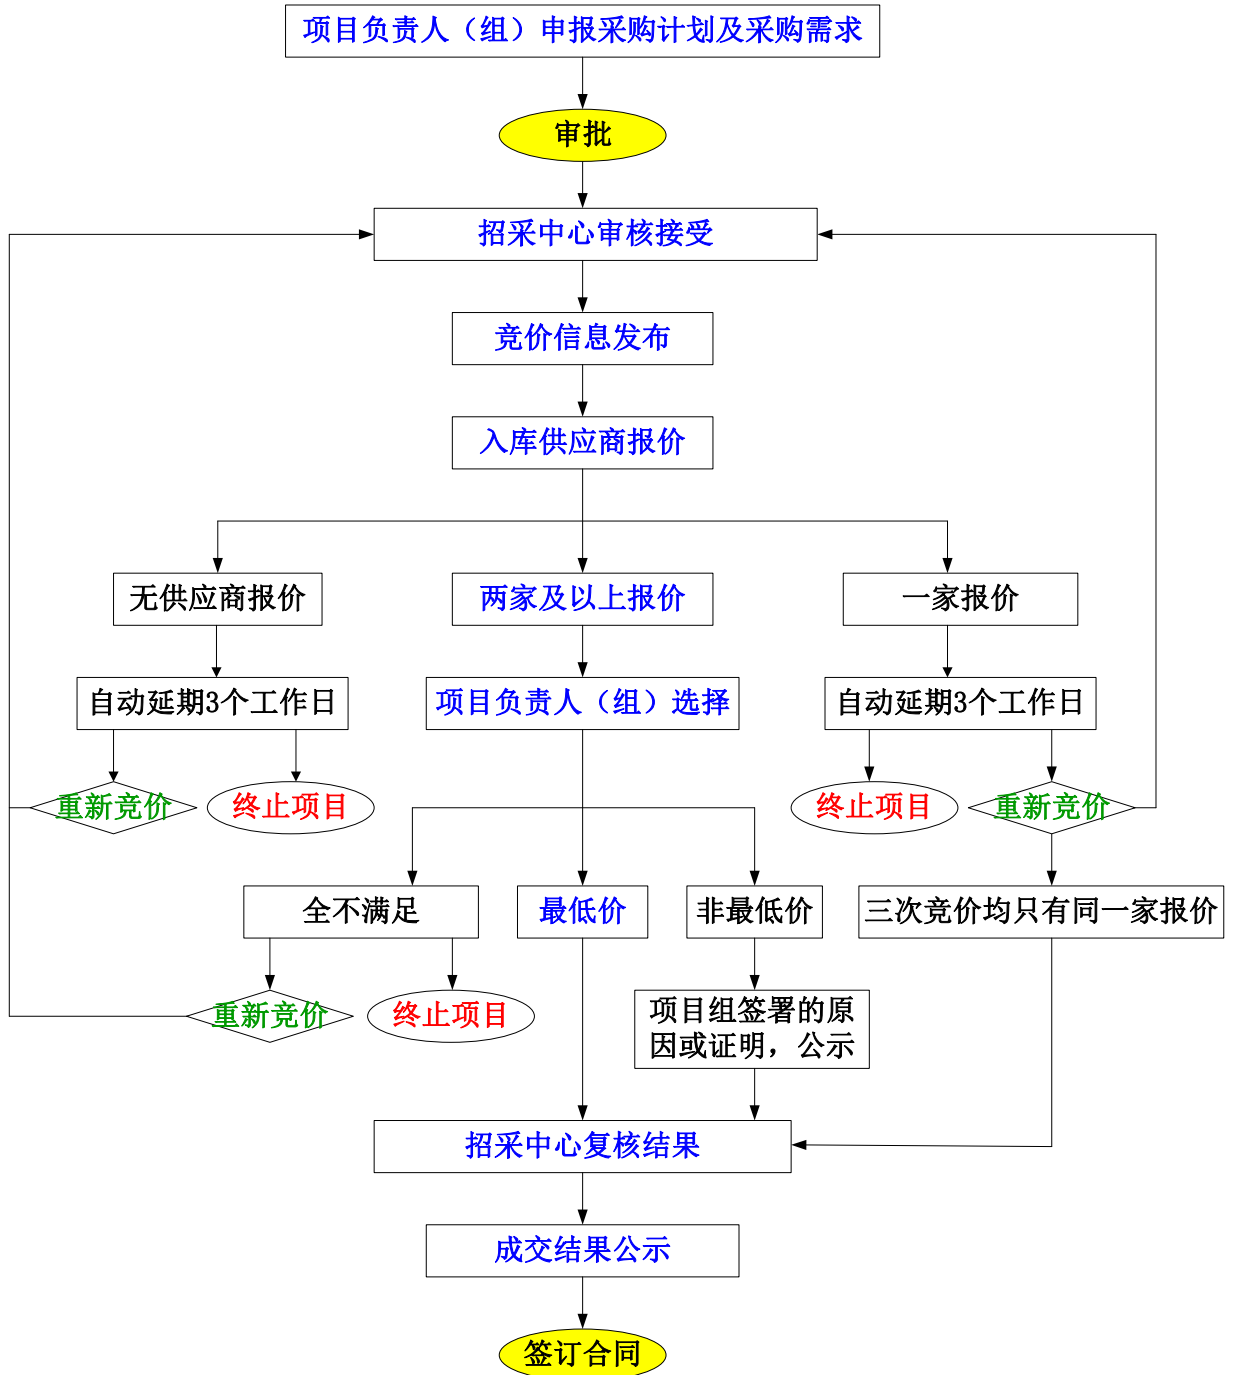 项目负责人（组）申报采购计划及采购需求
审批
招采中心审核接受
竞价信息发布
入库供应商报价
无供应商报价
两家及以上报价
一家报价
自动延期3个工作日
项目负责人（组）选择
自动延期3个工作日
重新竞价
终止项目
终止项目
重新竞价
全不满足
最低价
非最低价
三次竞价均只有同一家报价
重新竞价
终止项目
项目组签署的原
因或证明，公示
招采中心复核结果
成交结果公示
签订合同